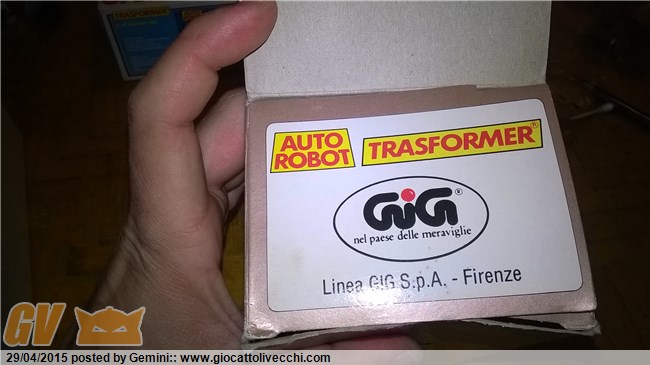 AUTO
ROBOT
TRASFORMER®
GiG®
nel paese delle meraviglie
Linea GIG S.p.A. - Firenze
GV
29/04/2015 posted by Gemini:: www.giocattolivecchi.com